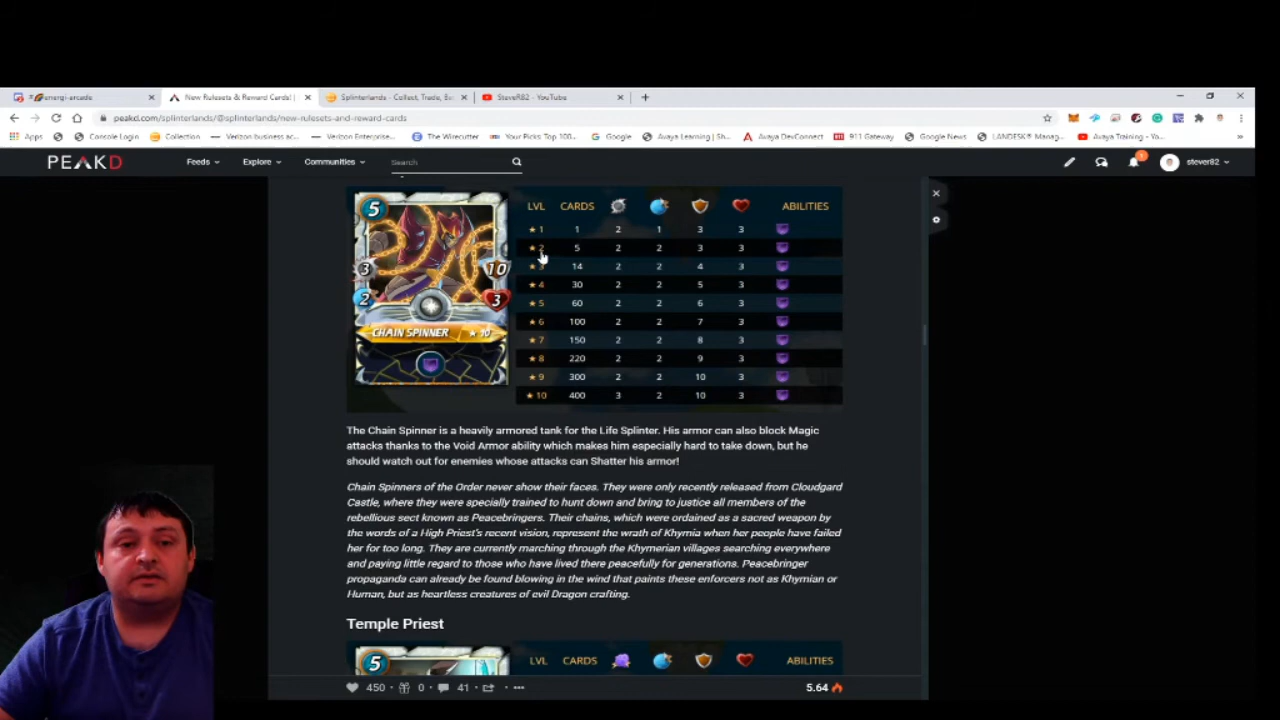 energi-arcade
New Rulesets & Reward Cards! |
Splinterlands - Collect, Trade, Ba
SteveR82 - YouTube
peakd.com/splinterlands/@splinterlands/new-rulesets-and-reward-cards
Apps
Console Login
Collection
Verizon business ac...
Verizon Enterprise...
The Wirecutter
Your Picks: Top 100...
Google
Avaya Learning | Sh...
Avaya DevConnect
911 Gateway
Google News
LANDESK® Manag...
Avaya Training - Yo...
PEAKD
Feeds
Explore
Communities
Search
stever82
5
3
10
2
3
CHAIN SPINNER ★ 10
LVL CARDS ABILITIES
★ 1 1 2 1 3 3
★ 2 5 2 2 3 3
★ 3 14 2 2 4 3
★ 4 30 2 2 5 3
★ 5 60 2 2 6 3
★ 6 100 2 2 7 3
★ 7 150 2 2 8 3
★ 8 220 2 2 9 3
★ 9 300 2 2 10 3
★ 10 400 3 2 10 3
The Chain Spinner is a heavily armored tank for the Life Splinter. His armor can also block Magic
attacks thanks to the Void Armor ability which makes him especially hard to take down, but he
should watch out for enemies whose attacks can Shatter his armor!
Chain Spinners of the Order never show their faces. They were only recently released from Cloudgard
Castle, where they were specially trained to hunt down and bring to justice all members of the
rebellious sect known as Peacebringers. Their chains, which were ordained as a sacred weapon by
the words of a High Priest's recent vision, represent the wrath of Khymia when her people have failed
her for too long. They are currently marching through the Khymerian villages searching everywhere
and paying little regard to those who have lived there peacefully for generations. Peacebringer
propaganda can already be found blowing in the wind that paints these enforcers not as Khymian or
Human, but as heartless creatures of evil Dragon crafting.
Temple Priest
5
LVL CARDS ABILITIES
450 · 0 · 41 · · ...
5.64